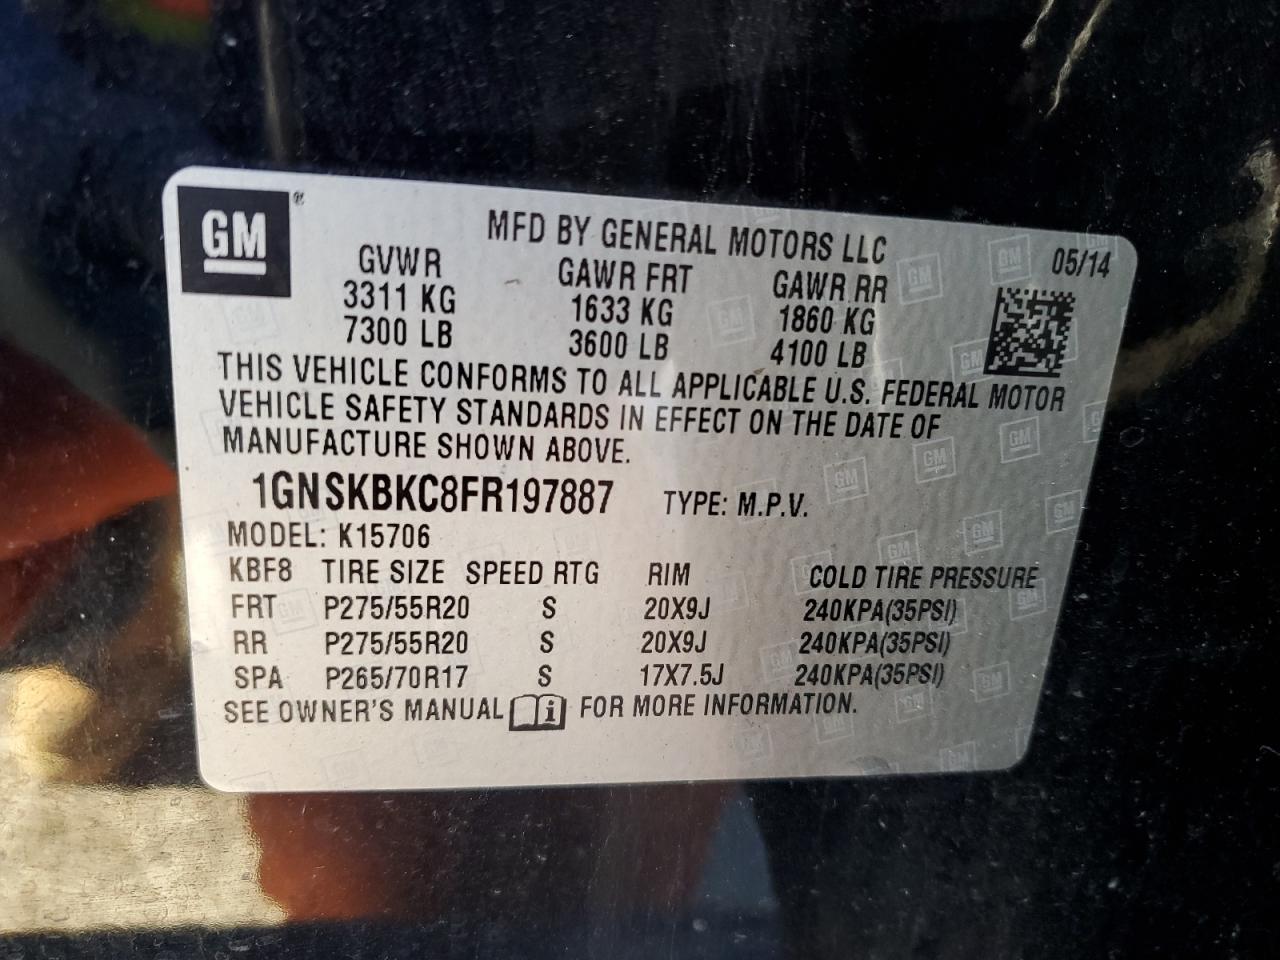 GM®
MFD BY GENERAL MOTORS LLC
05/14
GVWR GAWR FRT GAWR RR
3311 KG 1633 KG 1860 KG
7300 LB 3600 LB 4100 LB
THIS VEHICLE CONFORMS TO ALL APPLICABLE U.S. FEDERAL MOTOR
VEHICLE SAFETY STANDARDS IN EFFECT ON THE DATE OF
MANUFACTURE SHOWN ABOVE.
1GNSKBKC8FR197887 TYPE: M.P.V.
MODEL: K15706
KBF8 TIRE SIZE SPEED RTG RIM COLD TIRE PRESSURE
FRT P275/55R20 S 20X9J 240KPA(35PSI)
RR P275/55R20 S 20X9J 240KPA(35PSI)
SPA P265/70R17 S 17X7.5J 240KPA(35PSI)
SEE OWNER'S MANUAL i FOR MORE INFORMATION.